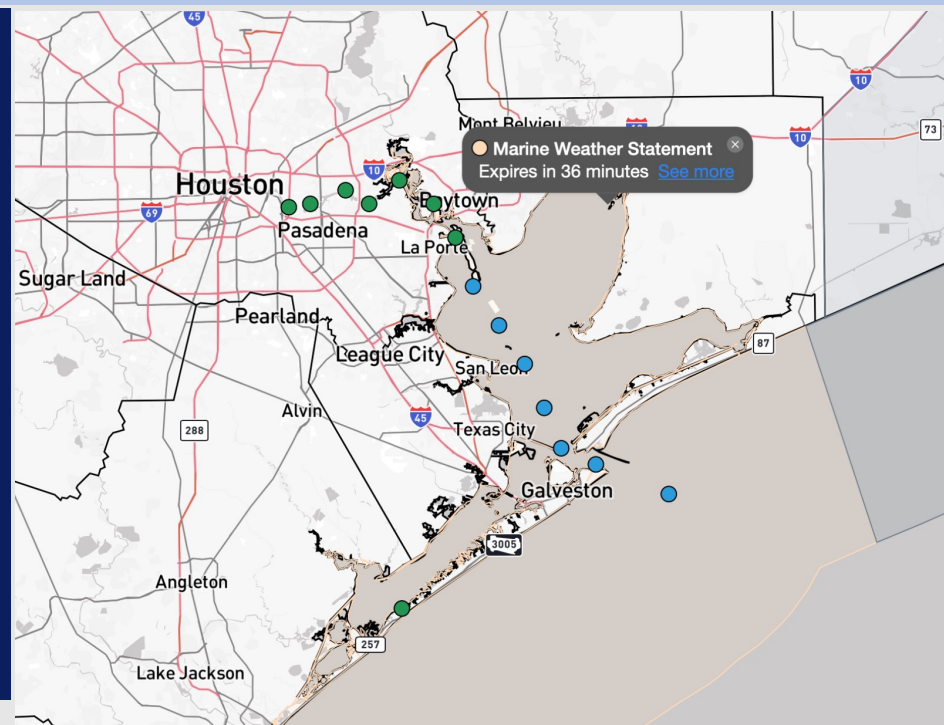 45
10
73
Mont Belvieu
10
Marine Weather Statement
Expires in 36 minutes See more
10
Houston
Baytown
69
Pasadena
La Porte
Sugar Land
Pearland
87
League City
San Leon
Alvin
45
288
Texas City
Galveston
3005
Angleton
257
Lake Jackson